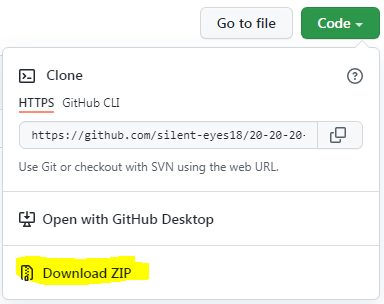 Go to file Code
Clone
HTTPS GitHub CLI
https://github.com/silent-eyes18/20-20-20-
Use Git or checkout with SVN using the web URL.
Open with GitHub Desktop
Download ZIP